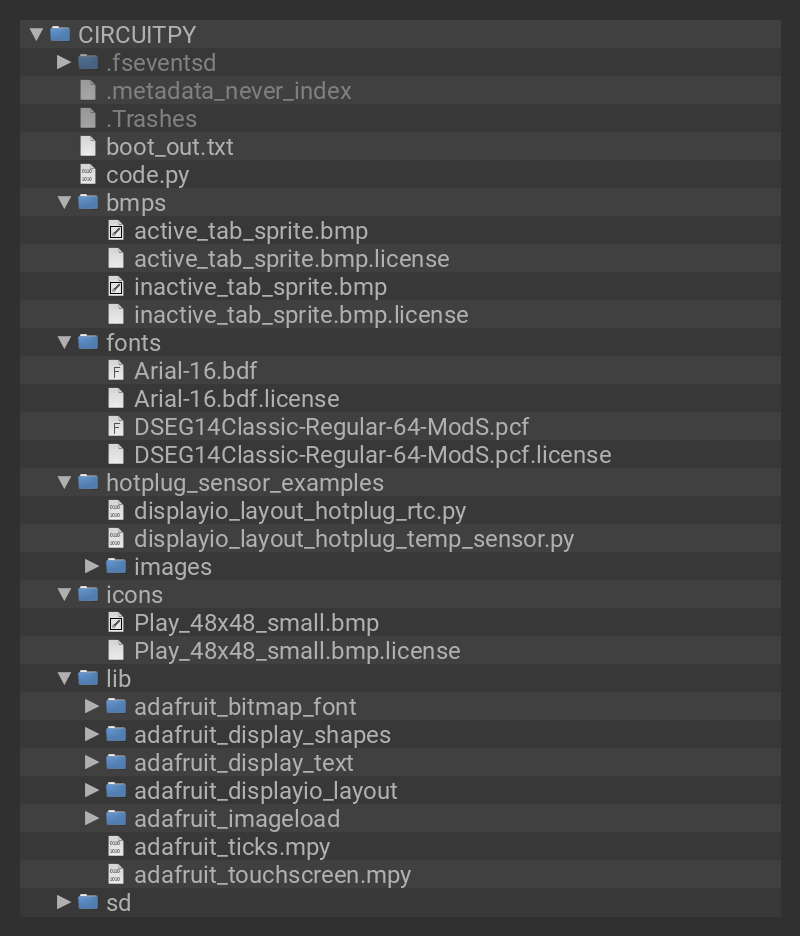 CIRCUITPY
.fseventsd
.metadata_never_index
.Trashes
boot_out.txt
code.py
bmps
active_tab_sprite.bmp
active_tab_sprite.bmp.license
inactive_tab_sprite.bmp
inactive_tab_sprite.bmp.license
fonts
Arial-16.bdf
Arial-16.bdf.license
DSEG14Classic-Regular-64-ModS.pcf
DSEG14Classic-Regular-64-ModS.pcf.license
hotplug_sensor_examples
displayio_layout_hotplug_rtc.py
displayio_layout_hotplug_temp_sensor.py
images
icons
Play_48x48_small.bmp
Play_48x48_small.bmp.license
lib
adafruit_bitmap_font
adafruit_display_shapes
adafruit_display_text
adafruit_displayio_layout
adafruit_imageload
adafruit_ticks.mpy
adafruit_touchscreen.mpy
sd